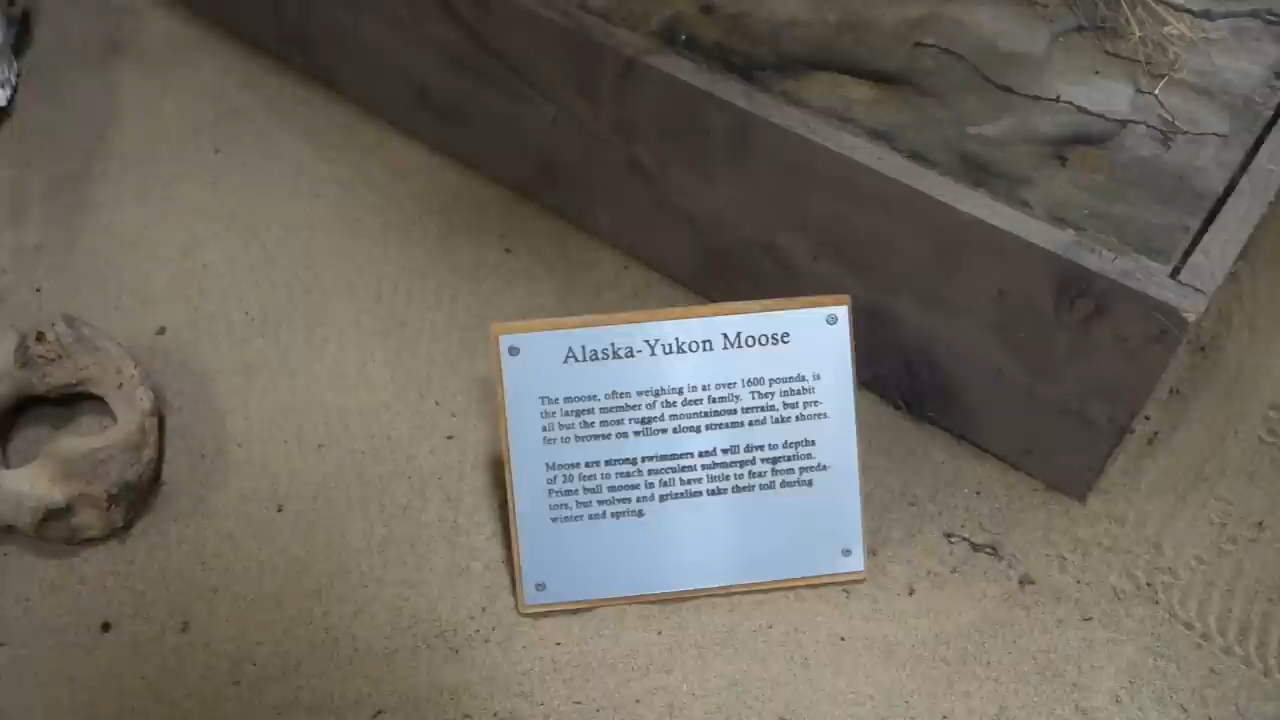 Alaska-Yukon Moose
The moose, often weighing in at over 1600 pounds, is
the largest member of the deer family. They inhabit
all but the most rugged mountainous terrain, but pre-
fer to browse on willow along streams and lake shores.
Moose are strong swimmers and will dive to depths
of 20 feet to reach succulent submerged vegetation.
Prime bull moose in fall have little to fear from preda-
tors, but wolves and grizzlies take their toll during
winter and spring.